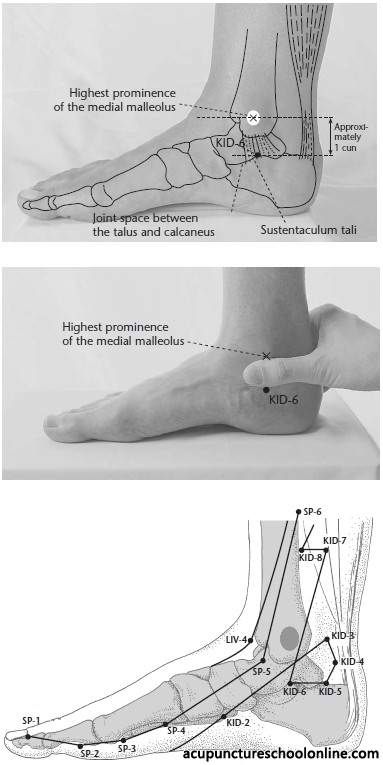 Highest prominence
of the medial malleolus
KID-6
Approxi-
mately
1 cun
Joint space between
the talus and calcaneus
Sustentaculum tali
Highest prominence
of the medial malleolus
KID-6
SP-6
KID-7
KID-8
LIV-4
KID-3
SP-5
KID-4
KID-6
KID-5
SP-1
SP-4
KID-2
SP-2
SP-3
acupunctureschoolonline.com